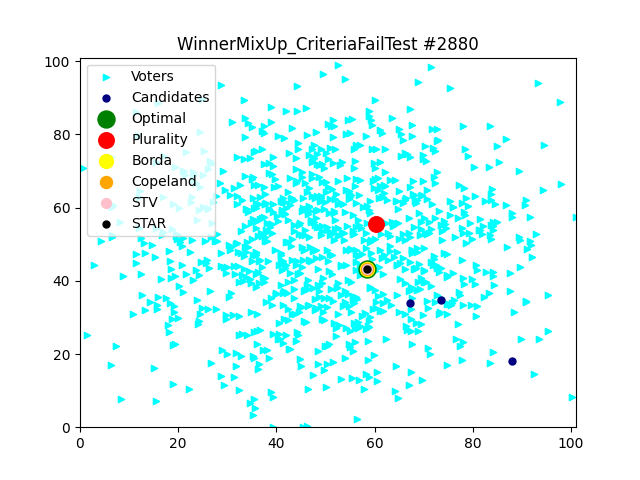 WinnerMixUp_CriteriaFailTest #2880
100
80
60
40
20
0
Voters
Candidates
Optimal
Plurality
Borda
Copeland
STV
STAR
0 20 40 60 80 100